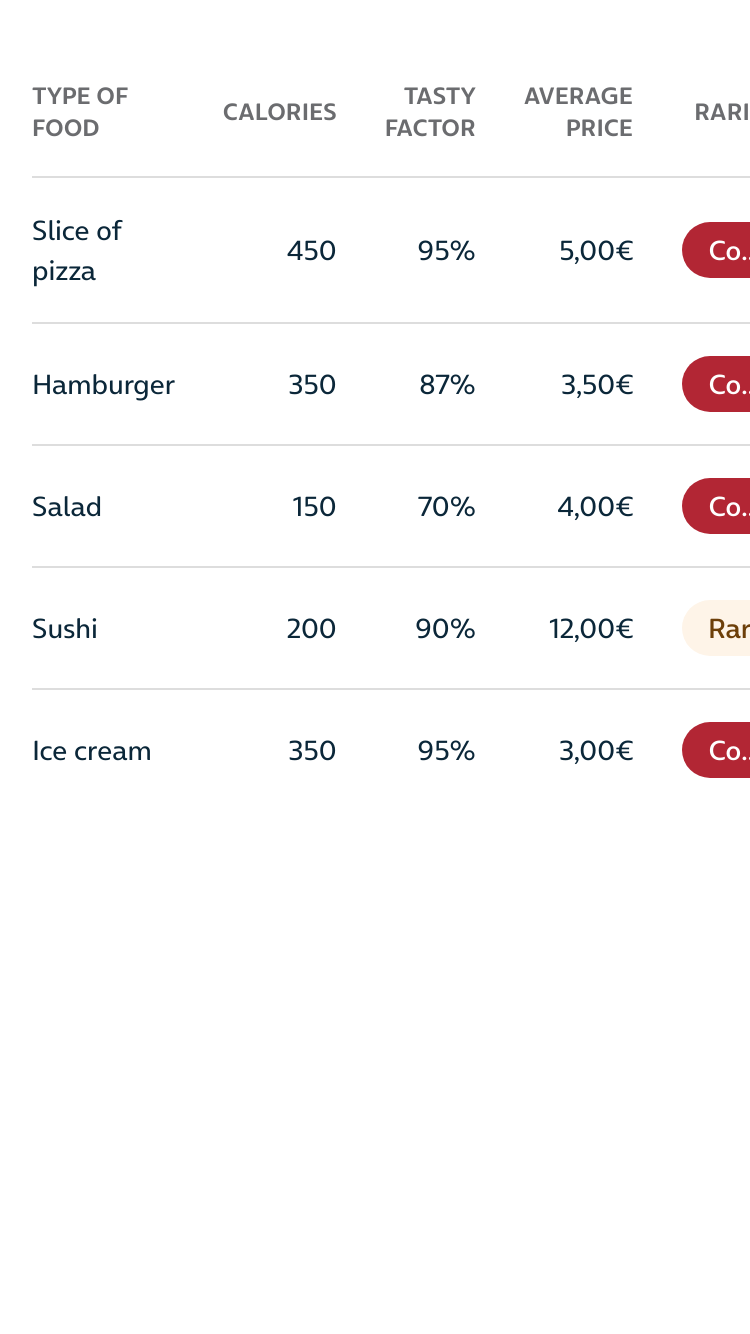 TYPE OF
FOOD
CALORIES
TASTY
FACTOR
AVERAGE
PRICE
RARI
Slice of
pizza
450
95%
5,00€
Co..
Hamburger
350
87%
3,50€
Co..
Salad
150
70%
4,00€
Co..
Sushi
200
90%
12,00€
Rar
Ice cream
350
95%
3,00€
Co..